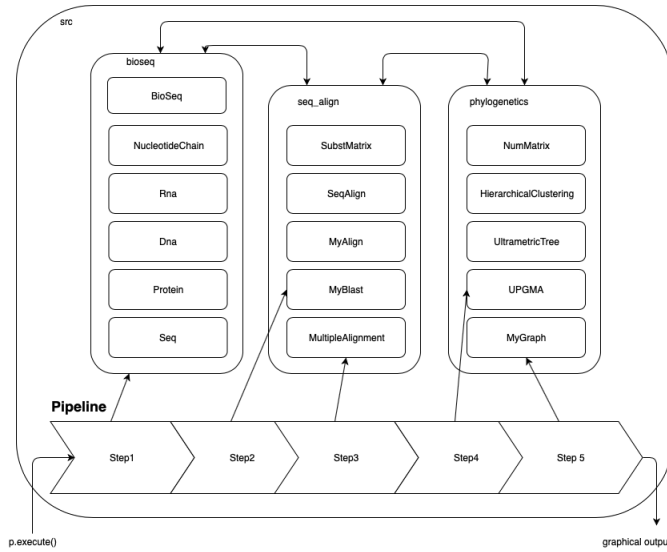 src
bioseq
BioSeq
NucleotideChain
Rna
Dna
Protein
Seq
seq_align
SubstMatrix
SeqAlign
MyAlign
MyBlast
MultipleAlignment
phylogenetics
NumMatrix
HierarchicalClustering
UltrametricTree
UPGMA
MyGraph
Pipeline
Step1
Step2
Step3
Step4
Step 5
p.execute()
graphical output